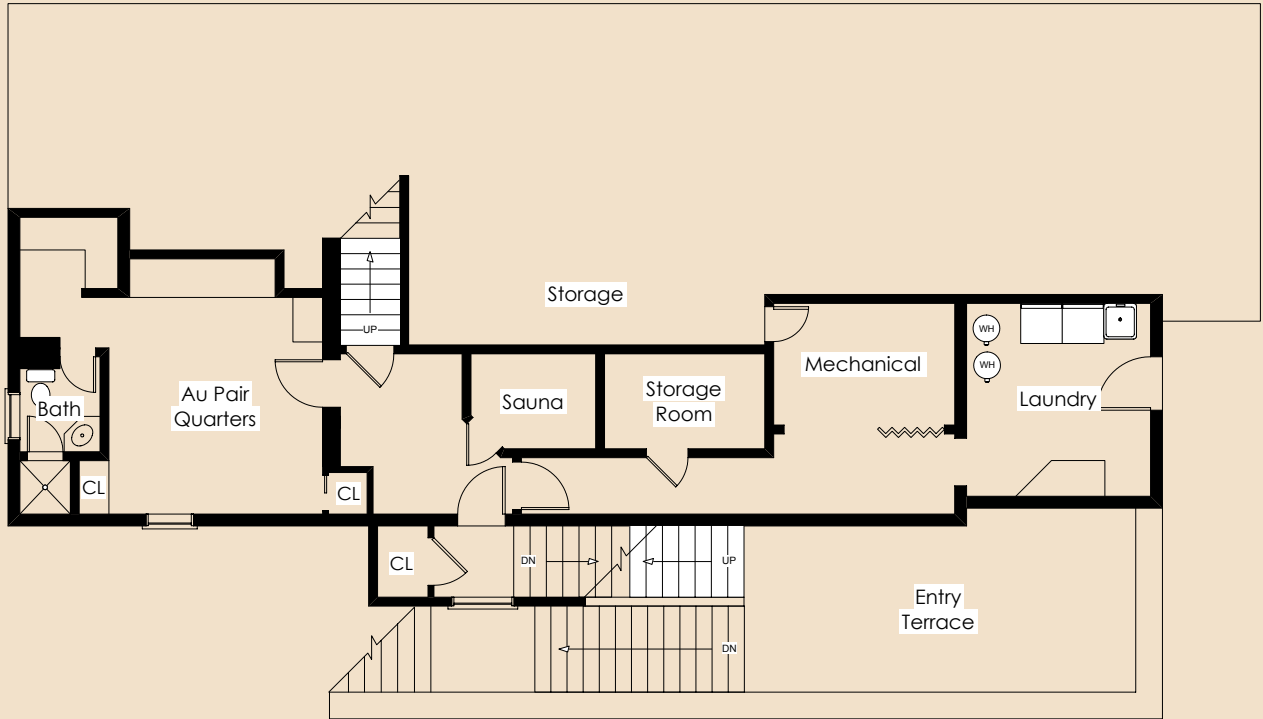 Storage
UP
WH
WH
Mechanical
Laundry
Au Pair
Quarters
Bath
Sauna
Storage
Room
CL
CL
CL
DN
UP
Entry
Terrace
DN